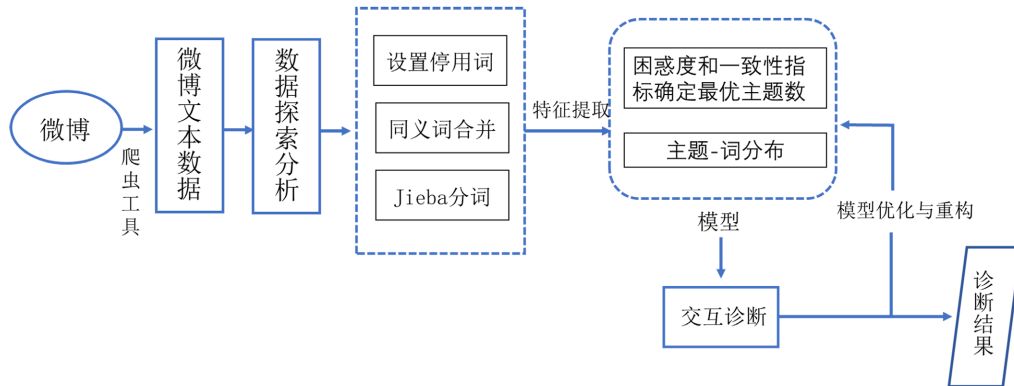 微博
爬虫工具
微博文本数据
数据探索分析
设置停用词
同义词合并
Jieba分词
特征提取
困惑度和一致性指
标确定最优主题数
主题-词分布
模型
模型优化与重构
交互诊断
诊断结果